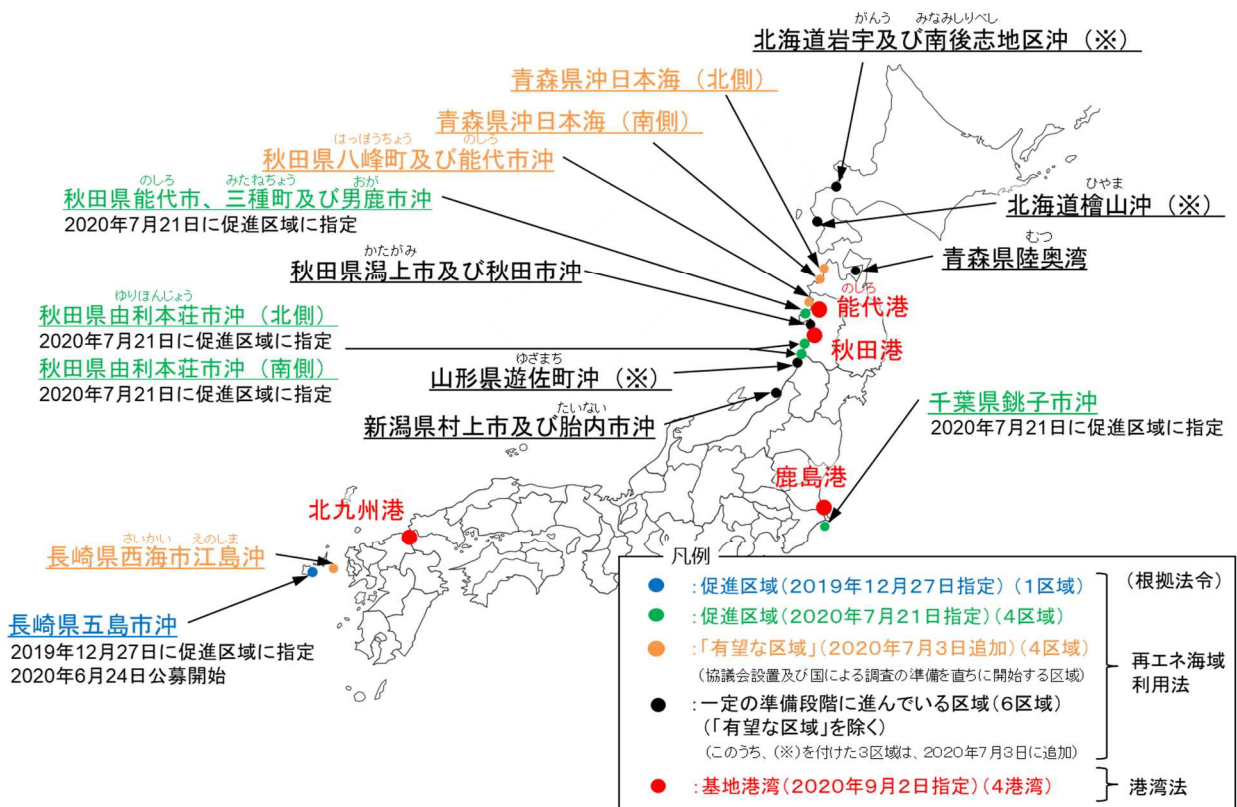 がんう みなみしりべし
北海道岩宇及び南後志地区沖（※）
青森県沖日本海（北側）
青森県沖日本海（南側）
はっぽうちょう のしろ
秋田県八峰町及び能代市沖
のしろ みたねちょう おが
秋田県能代市、三種町及び男鹿市沖
2020年7月21日に促進区域に指定
ひやま
北海道檜山沖（※）
むつ
青森県陸奥湾
かたがみ
秋田県潟上市及び秋田市沖
のしろ
能代港
秋田港
ゆりほんじょう
秋田県由利本荘市沖（北側）
2020年7月21日に促進区域に指定
秋田県由利本荘市沖（南側）
2020年7月21日に促進区域に指定
ゆざまち
山形県遊佐町沖（※）
たいない
新潟県村上市及び胎内市沖
千葉県銚子市沖
2020年7月21日に促進区域に指定
鹿島港
北九州港
さいかい えのしま
長崎県西海市江島沖
長崎県五島市沖
2019年12月27日に促進区域に指定
2020年6月24日公募開始
凡例
：促進区域（2019年12月27日指定）（1区域）
：促進区域（2020年7月21日指定）（4区域）
：「有望な区域」（2020年7月3日追加）（4区域）
（協議会設置及び国による調査の準備を直ちに開始する区域）
：一定の準備段階に進んでいる区域（6区域）
（「有望な区域」を除く）
（このうち、（※）を付けた3区域は、2020年7月3日に追加）
：基地港湾（2020年9月2日指定）（4港湾）
（根拠法令）
再エネ海域
利用法
港湾法